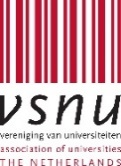 vsnu
vereniging van universiteiten
association of universities
THE NETHERLANDS